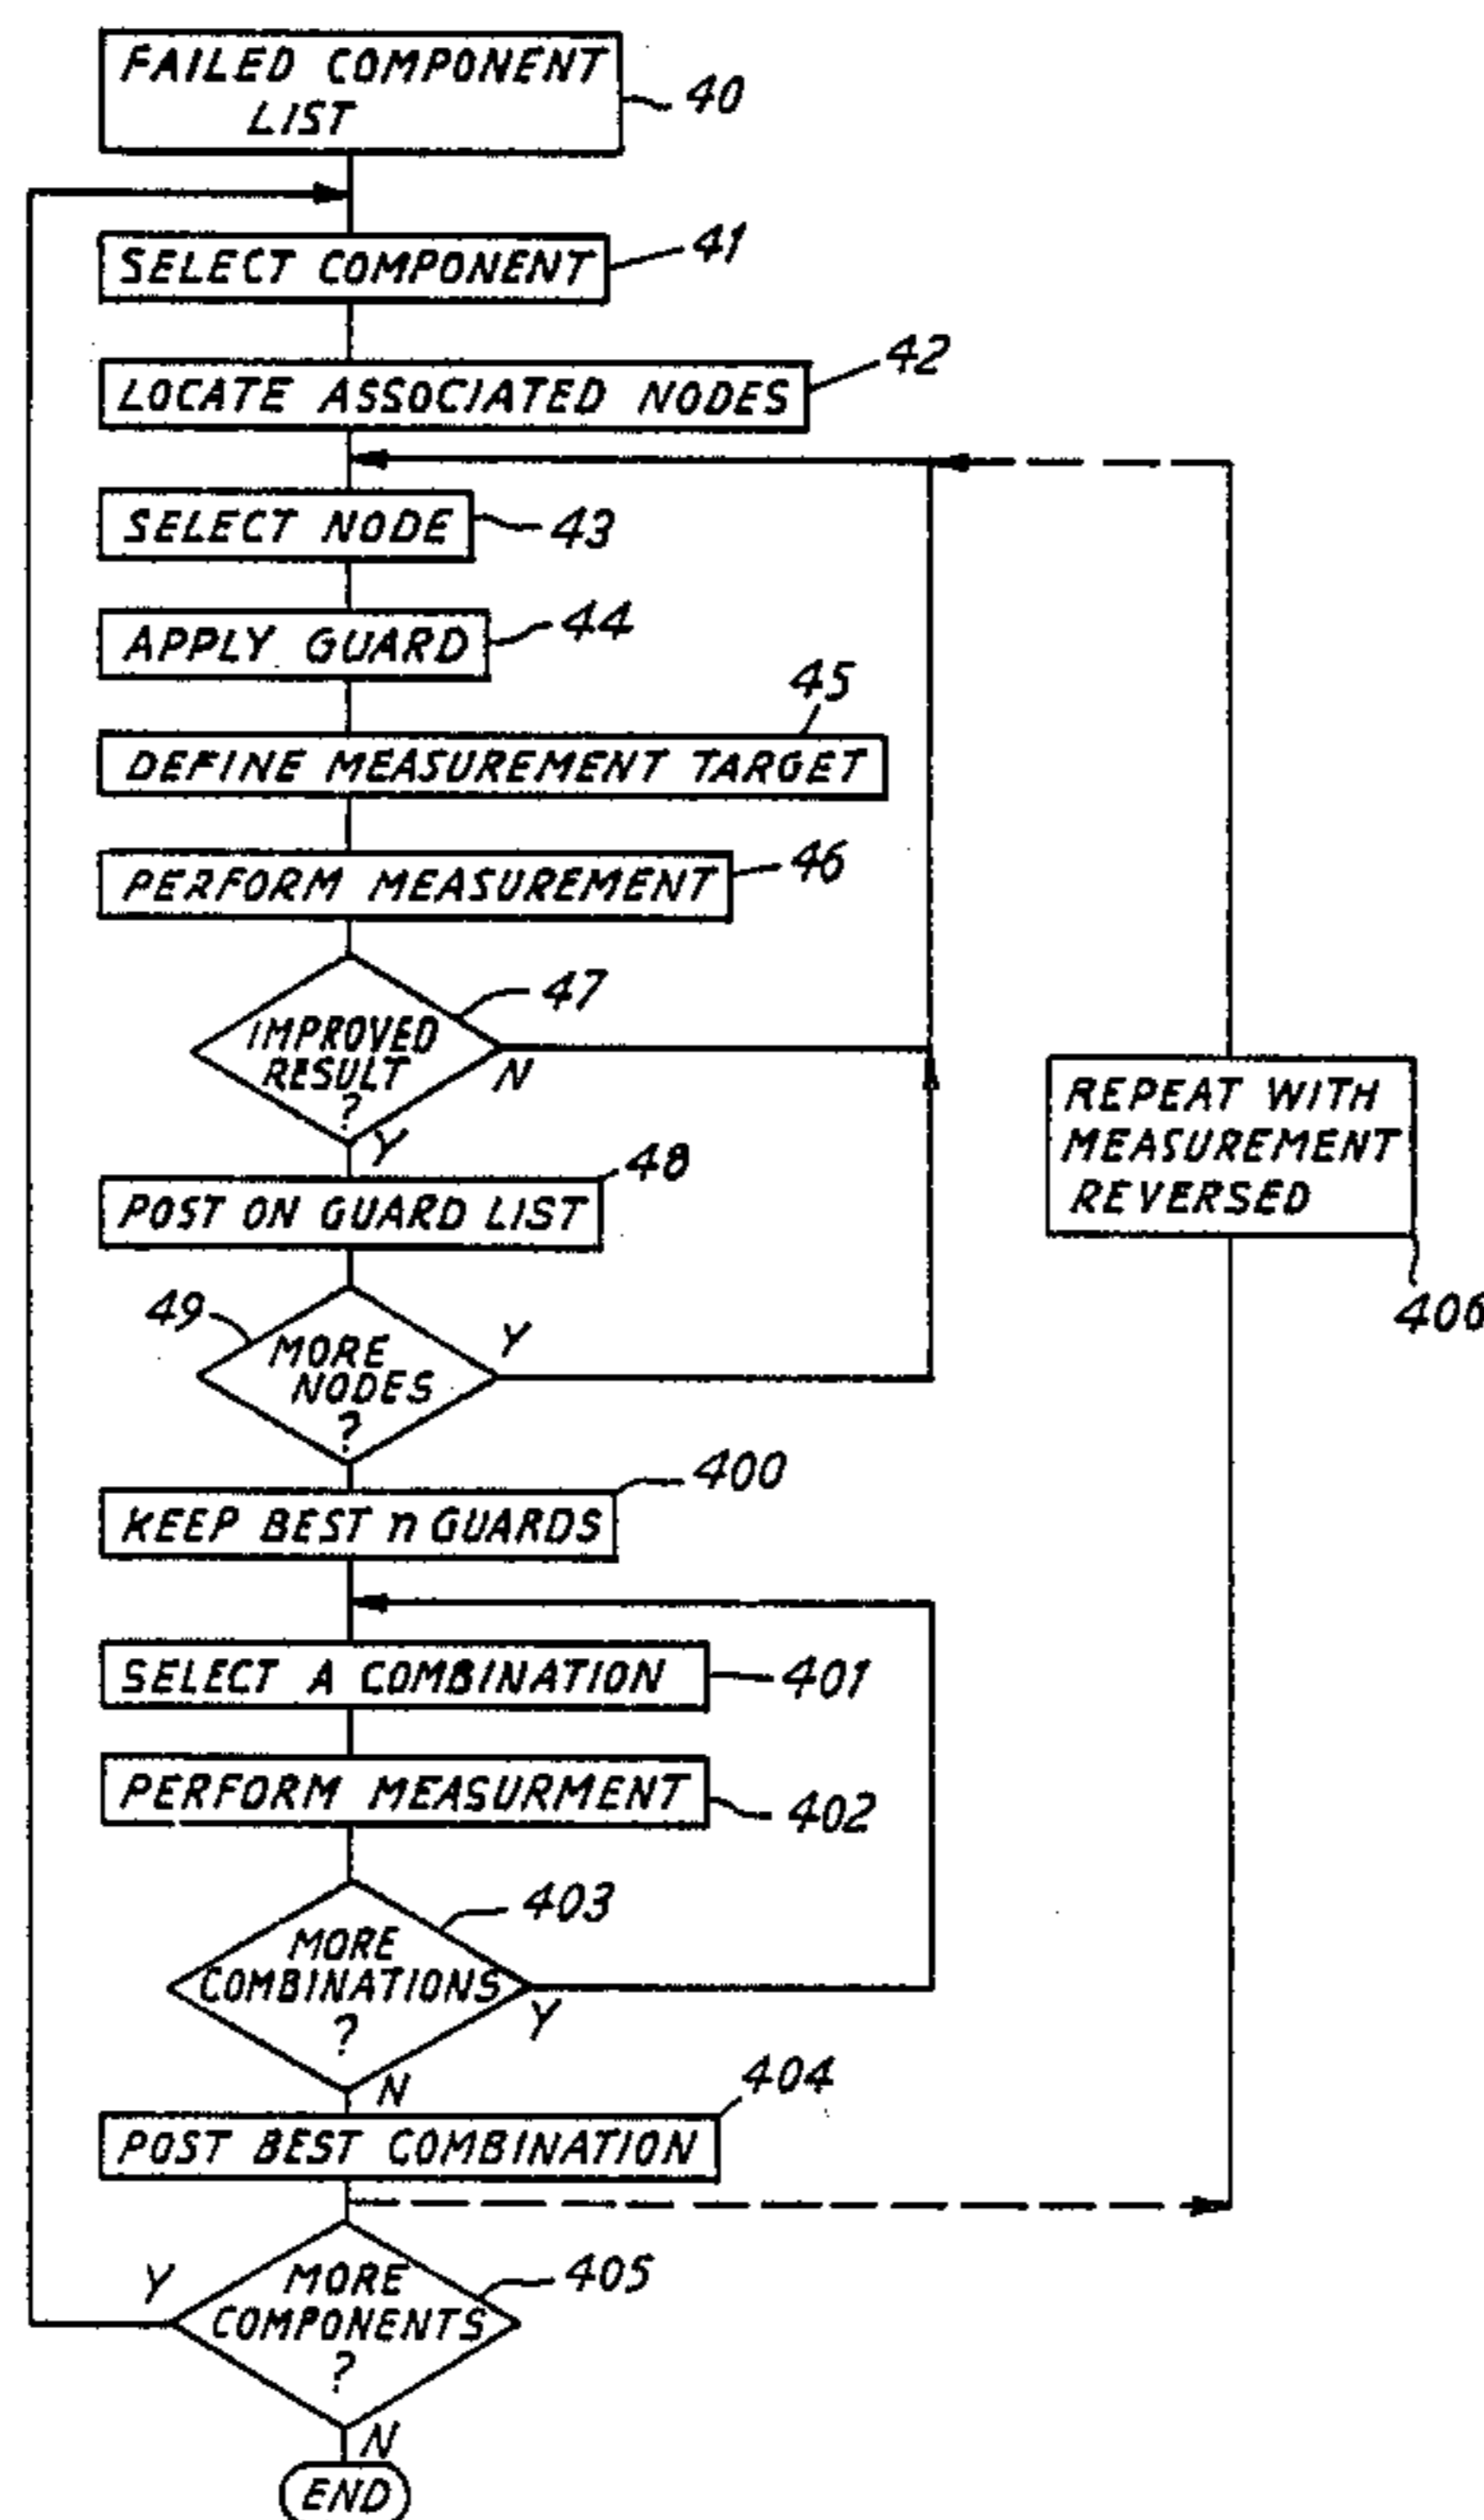 FAILED COMPONENT
LIST
40
SELECT COMPONENT
41
LOCATE ASSOCIATED NODES
42
SELECT NODE
43
APPLY GUARD
44
DEFINE MEASUREMENT TARGET
45
PERFORM MEASUREMENT
46
IMPROVED
RESULT
?
47
N
Y
POST ON GUARD LIST
48
REPEAT WITH
MEASUREMENT
REVERSED
406
MORE
NODES
?
49
Y
KEEP BEST n GUARDS
400
SELECT A COMBINATION
401
PERFORM MEASURMENT
402
MORE
COMBINATIONS
?
403
Y
N
POST BEST COMBINATION
404
MORE
COMPONENTS
?
405
Y
N
END